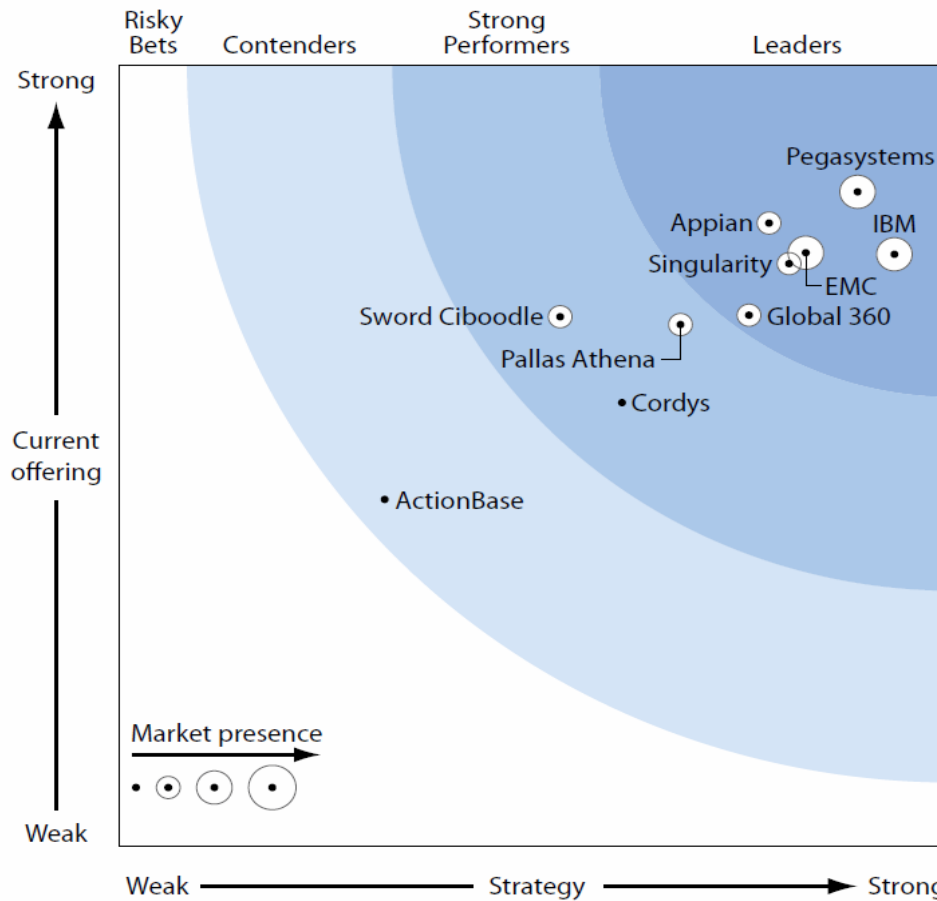 Risky
Bets
Contenders
Strong
Performers
Leaders
Strong
Pegasystems
Appian
IBM
Singularity
EMC
Sword Ciboodle
Global 360
Pallas Athena
Cordys
Current
offering
ActionBase
Market presence
Weak
Weak
Strategy
Strong